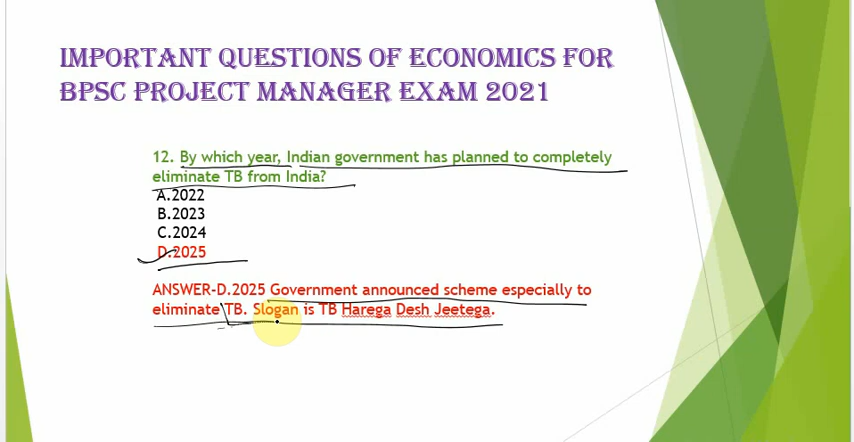 IMPORTANT QUESTIONS OF ECONOMICS FOR
BPSC PROJECT MANAGER EXAM 2021
12. By which year, Indian government has planned to completely
eliminate TB from India?
A.2022
B.2023
C.2024
D.2025
ANSWER-D.2025 Government announced scheme especially to
eliminate TB. Slogan is TB Harega Desh Jeetega.